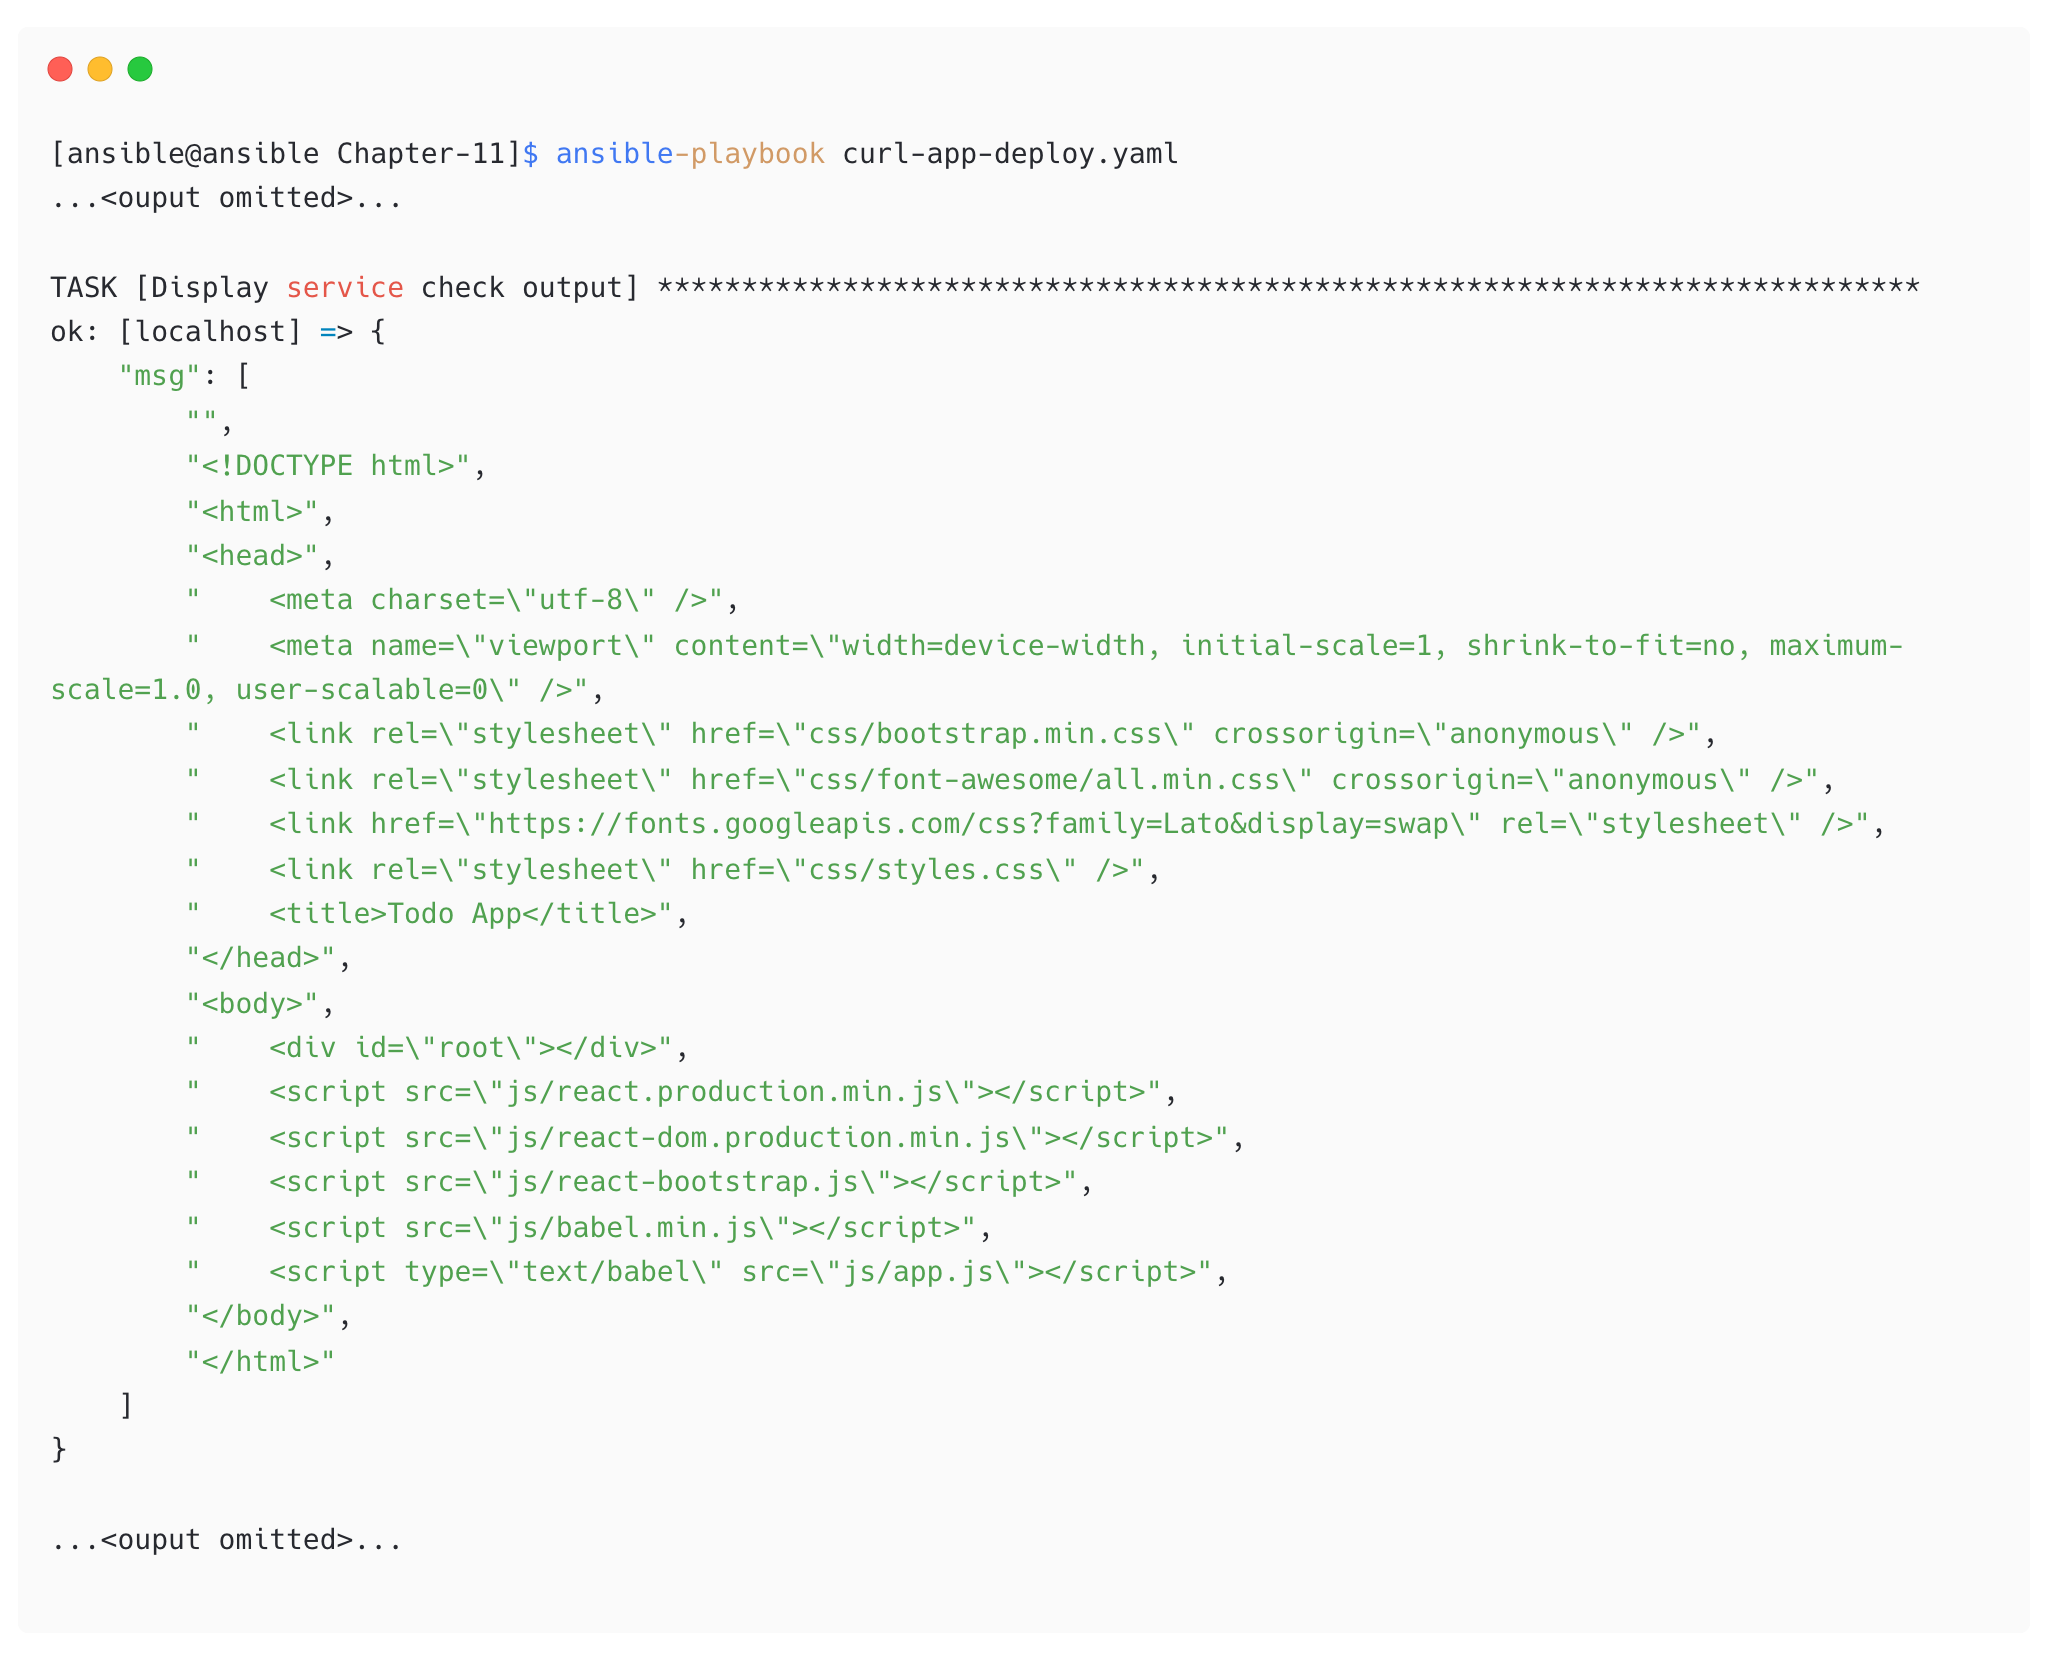 [ansible@ansible Chapter-11]$ ansible-playbook curl-app-deploy.yaml
...<ouput omitted>...

TASK [Display service check output] ***************************************************************************
ok: [localhost] => {
    "msg": [
        "",
        "<!DOCTYPE html>",
        "<html>",
        "<head>",
        "    <meta charset=\"utf-8\" />",
        "    <meta name=\"viewport\" content=\"width=device-width, initial-scale=1, shrink-to-fit=no, maximum-
scale=1.0, user-scalable=0\" />",
        "    <link rel=\"stylesheet\" href=\"css/bootstrap.min.css\" crossorigin=\"anonymous\" />",
        "    <link rel=\"stylesheet\" href=\"css/font-awesome/all.min.css\" crossorigin=\"anonymous\" />",
        "    <link href=\"https://fonts.googleapis.com/css?family=Lato&display=swap\" rel=\"stylesheet\" />",
        "    <link rel=\"stylesheet\" href=\"css/styles.css\" />",
        "    <title>Todo App</title>",
        "</head>",
        "<body>",
        "    <div id=\"root\"></div>",
        "    <script src=\"js/react.production.min.js\"></script>",
        "    <script src=\"js/react-dom.production.min.js\"></script>",
        "    <script src=\"js/react-bootstrap.js\"></script>",
        "    <script src=\"js/babel.min.js\"></script>",
        "    <script type=\"text/babel\" src=\"js/app.js\"></script>",
        "</body>",
        "</html>"
    ]
}

...<ouput omitted>...